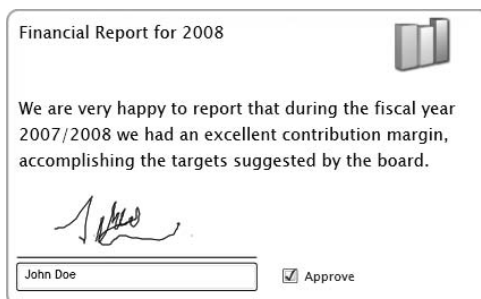 Financial Report for 2008
We are very happy to report that during the fiscal year
2007/2008 we had an excellent contribution margin,
accomplishing the targets suggested by the board.
John Doe
Approve